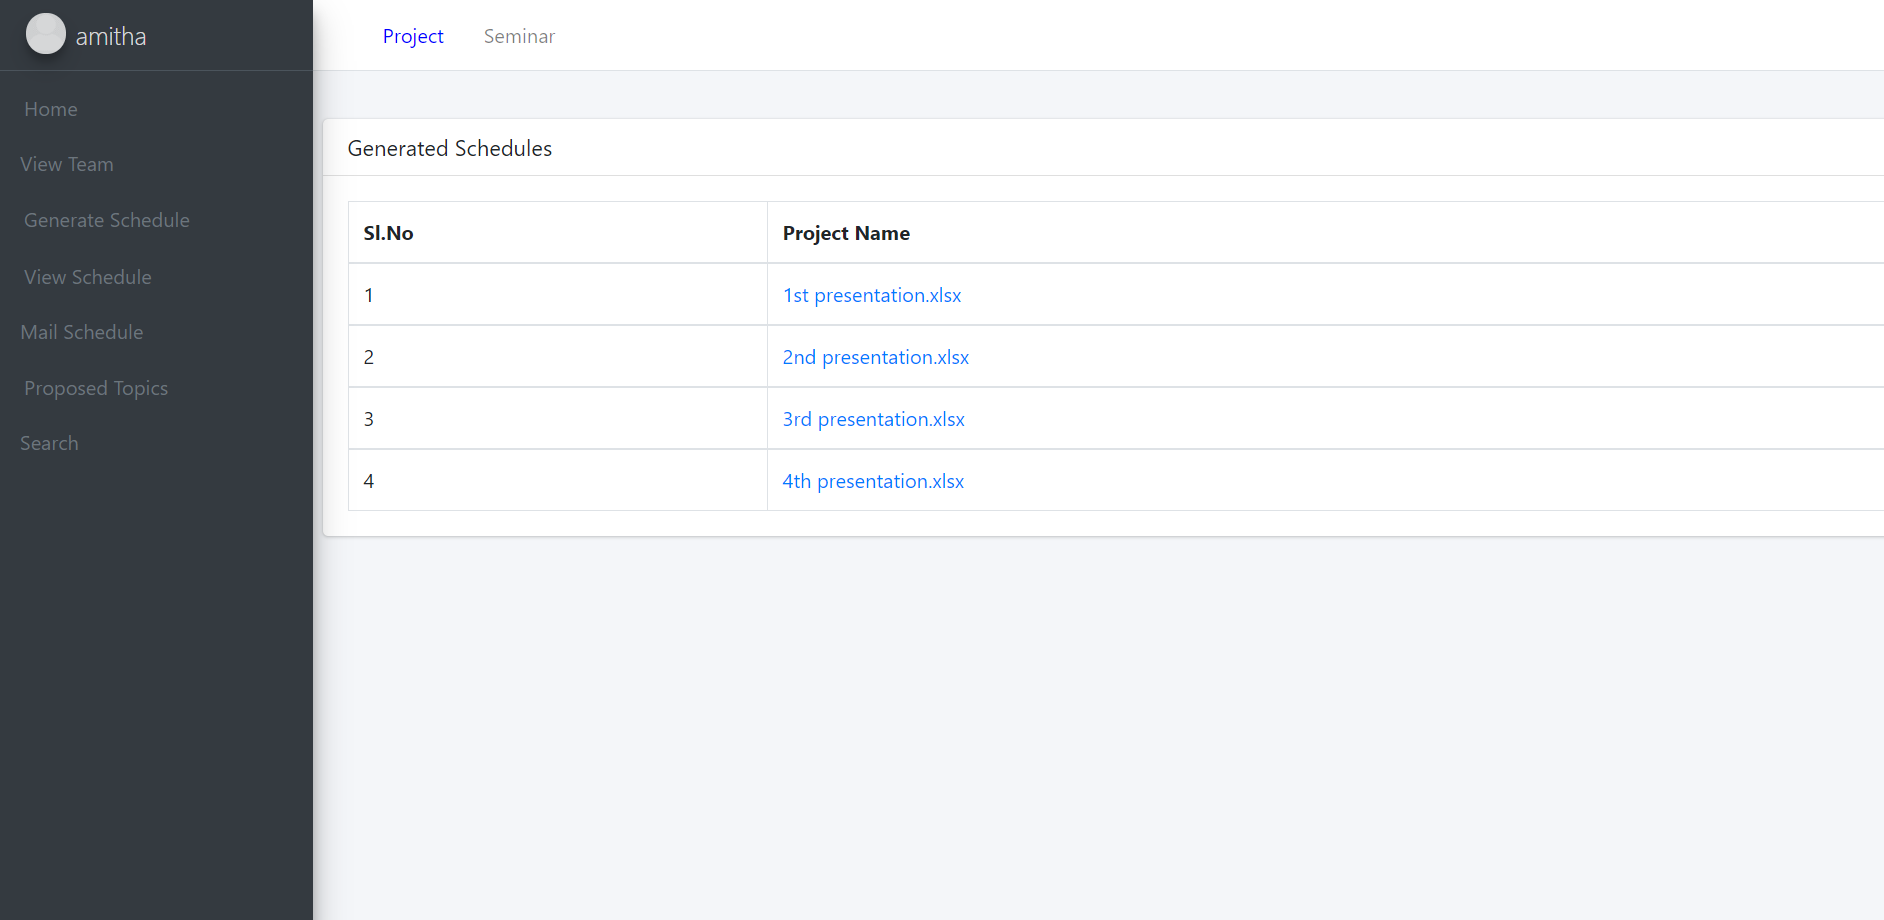 amitha
Project Seminar
Home
View Team
Generate Schedule
View Schedule
Mail Schedule
Proposed Topics
Search
Generated Schedules
Sl.No Project Name
1 1st presentation.xlsx
2 2nd presentation.xlsx
3 3rd presentation.xlsx
4 4th presentation.xlsx